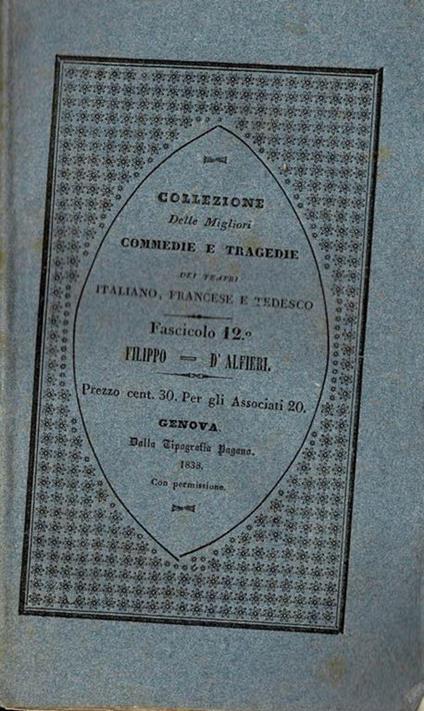 COLLEZIONE
Delle Migliori
COMMEDIE E TRAGEDIE
DEI TEATRI
ITALIANO, FRANCESE E TEDESCO
Fascicolo 12.º
FILIPPO = D'ALFIERI.
Prezzo cent. 30. Per gli Associati 20.
GENOVA.
Dalla Tipografia Pagano.
1838.
Con permissione.